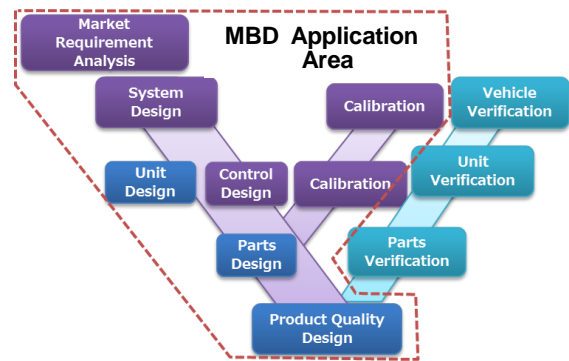 Market
Requirement
Analysis
MBD Application
Area
System
Design
Calibration
Vehicle
Verification
Unit
Design
Control
Design
Calibration
Unit
Verification
Parts
Design
Parts
Verification
Product Quality
Design